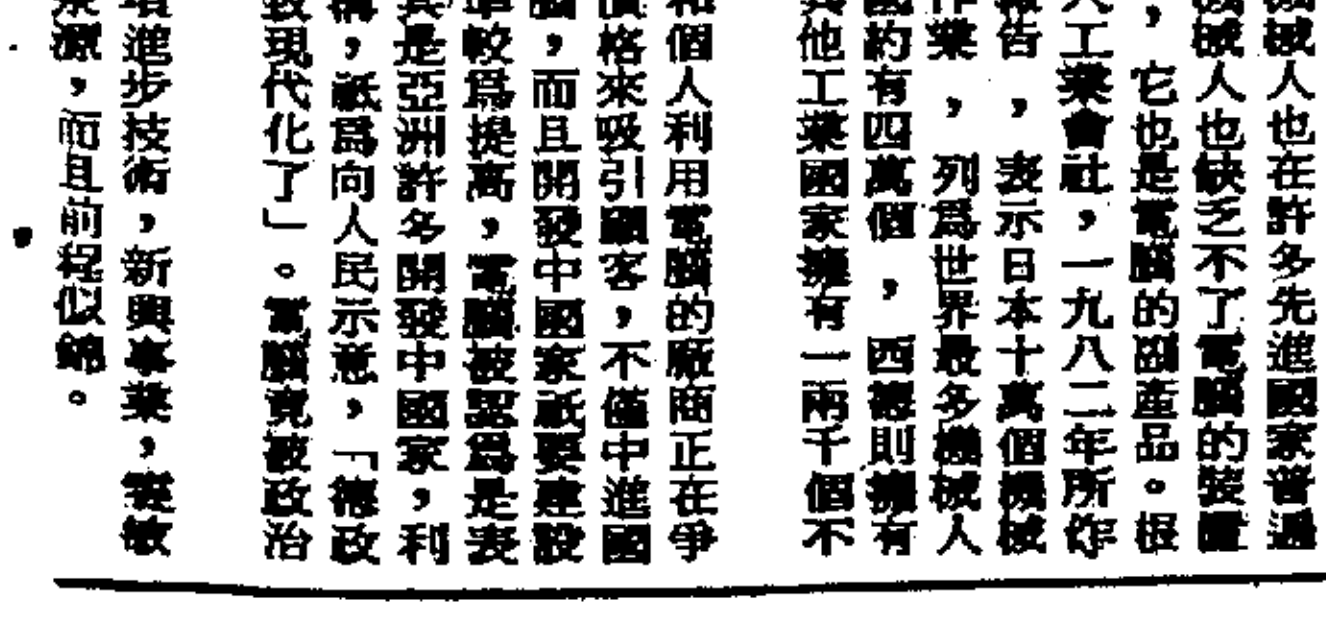 械人也在許多先進國家普遍
械人也缺乏不了電腦的裝置
,它也是電腦的副產品。根
人工業會社,一九八二年所作
報告,表示日本十萬個機械
作業,列為世界最多機械人
國約有四萬個,西德則擁有
其他工業國家擁有一兩千個不
和個人利用電腦的廠商正在爭
價格來吸引顧客,不僅中進國
腦,而且開發中國家祇要建設
準較為提高,電腦被認為是表
其是亞洲許多開發中國家,利
構,祇為向人民示意,「德政
致現代化了」。電腦竟被政治
項進步技術,新興事業,靈敏
來源,而且前程似錦。